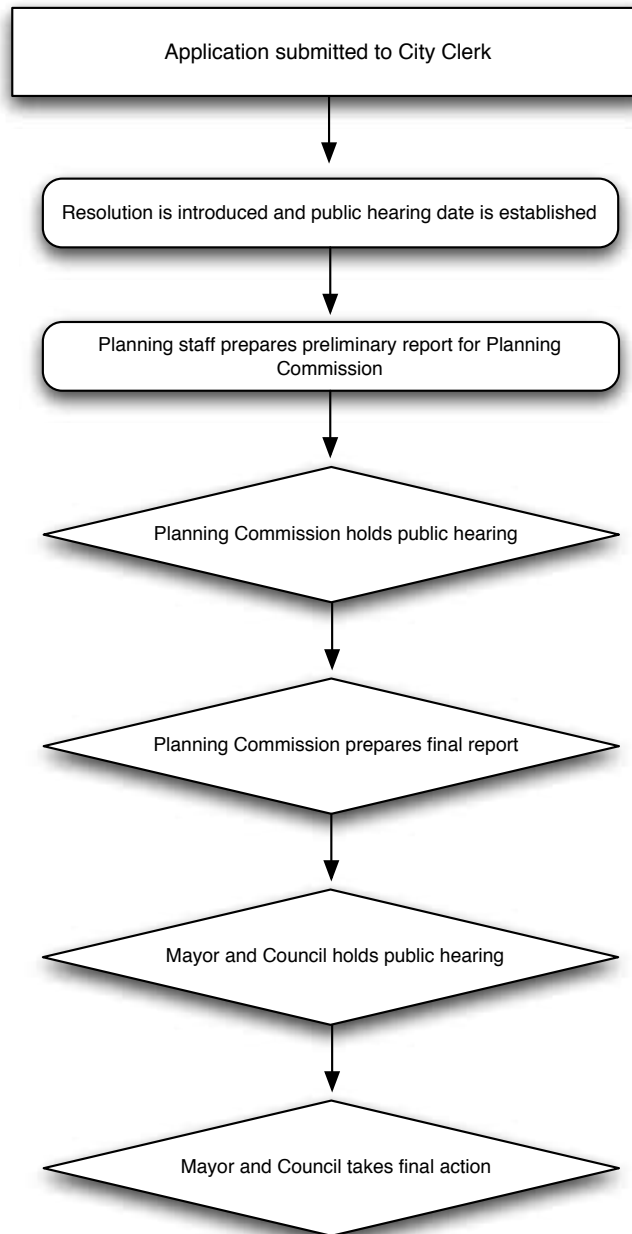 Application submitted to City Clerk
Resolution is introduced and public hearing date is established
Planning staff prepares preliminary report for Planning
Commission
Planning Commission holds public hearing
Planning Commission prepares final report
Mayor and Council holds public hearing
Mayor and Council takes final action